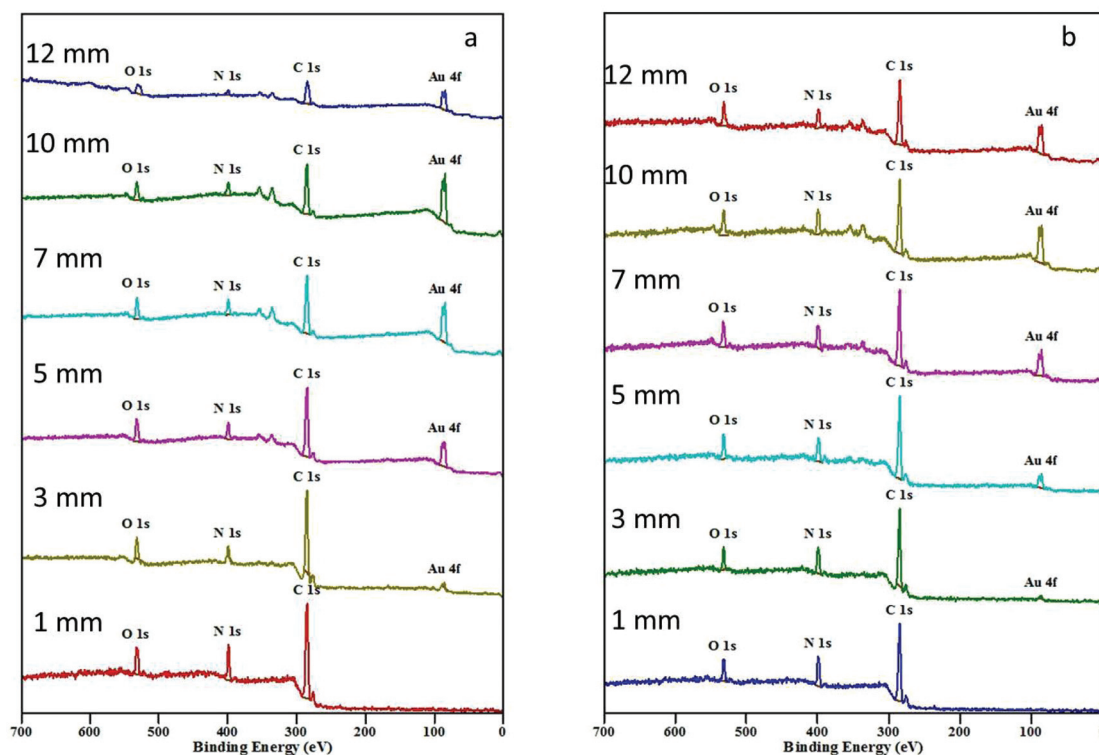 a
12 mm
O 1s
N 1s
C 1s
Au 4f
10 mm
O 1s
N 1s
C 1s
Au 4f
7 mm
O 1s
N 1s
C 1s
Au 4f
5 mm
O 1s
N 1s
C 1s
Au 4f
3 mm
O 1s
N 1s
C 1s
Au 4f
1 mm
O 1s
N 1s
C 1s
700 600 500 400 300 200 100 0
Binding Energy (eV)
b
12 mm
O 1s
N 1s
C 1s
Au 4f
10 mm
O 1s
N 1s
C 1s
Au 4f
7 mm
O 1s
N 1s
C 1s
Au 4f
5 mm
O 1s
N 1s
C 1s
Au 4f
3 mm
O 1s
N 1s
C 1s
Au 4f
1 mm
O 1s
N 1s
C 1s
700 600 500 400 300 200 100
Binding Energy (eV)